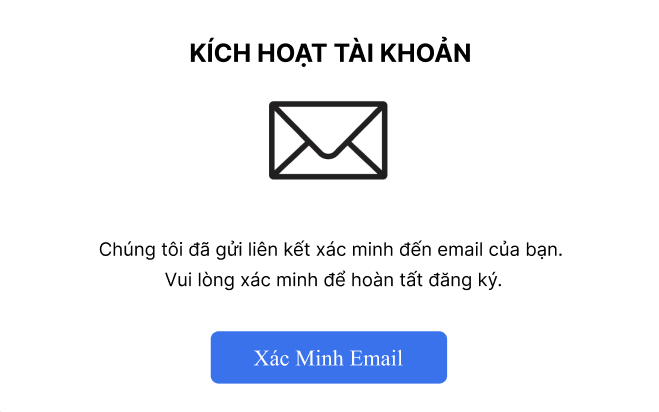 KÍCH HOẠT TÀI KHOẢN
Chúng tôi đã gửi liên kết xác minh đến email của bạn.
Vui lòng xác minh để hoàn tất đăng ký.
Xác Minh Email